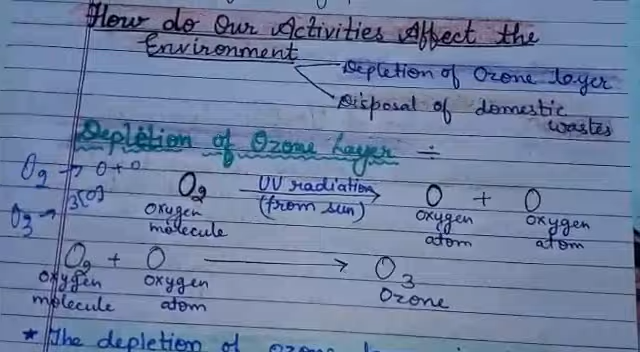 How do Our Activities Affect the
Environment
Depletion of Ozone layer
Disposal of domestic
wastes
Depletion of Ozone Layer ÷
O2 → O + O
3[O]
O3 →
O2 UV radiation (from sun) → O + O
oxygen molecule oxygen atom oxygen atom
O2 + O → O3
oxygen molecule oxygen atom Ozone
* The depletion of ozone